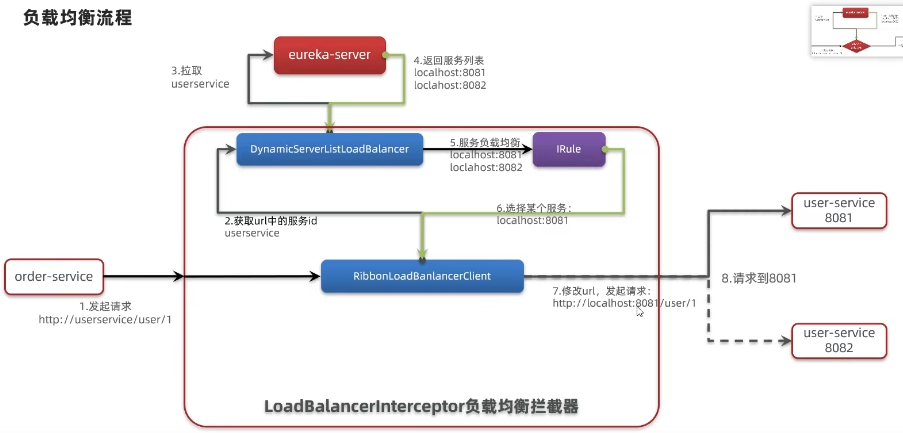 负载均衡流程
eureka-server
3.拉取
userservice
4.返回服务列表
localhost:8081
loclahost:8082
DynamicServerListLoadBalancer
5.服务负载均衡
localhost:8081
loclahost:8082
IRule
2.获取url中的服务id
userservice
6.选择某个服务：
localhost:8081
order-service
1.发起请求
http://userservice/user/1
RibbonLoadBanlancerClient
7.修改url，发起请求：
http://localhost:8081/user/1
8.请求到8081
user-service
8081
user-service
8082
LoadBalancerInterceptor负载均衡拦截器